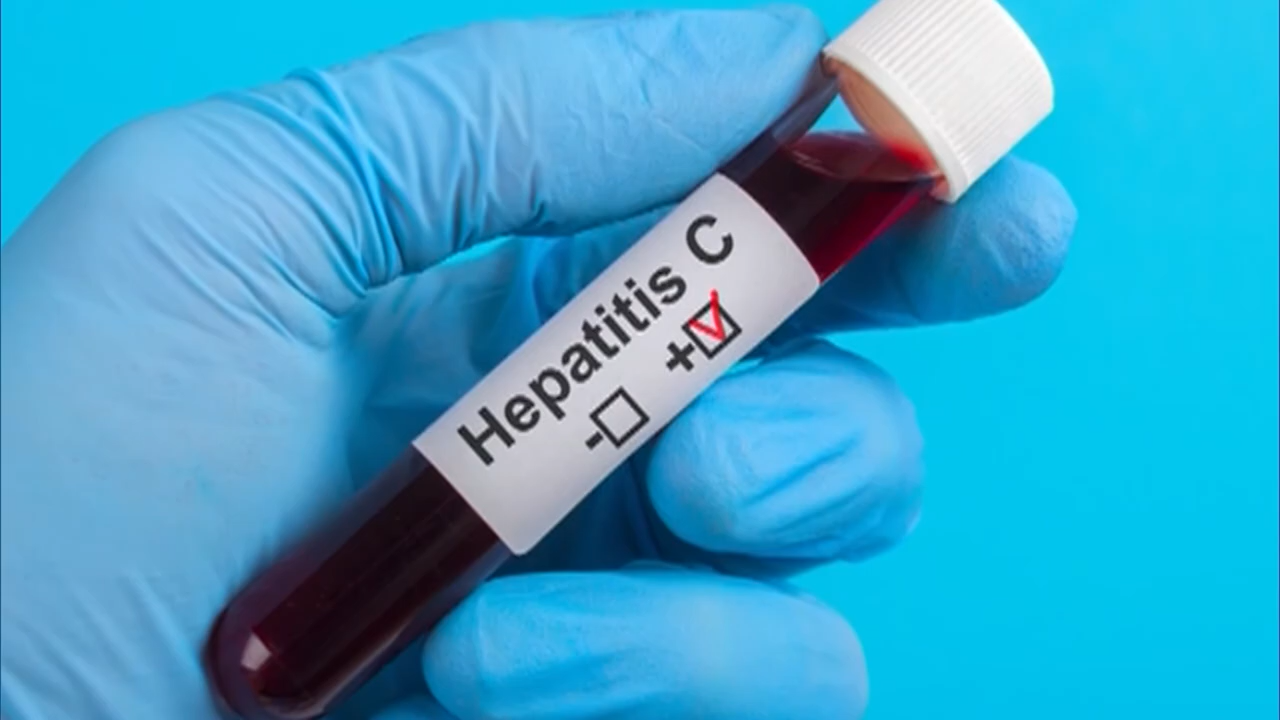 Hepatitis C
- ☐ + ☑